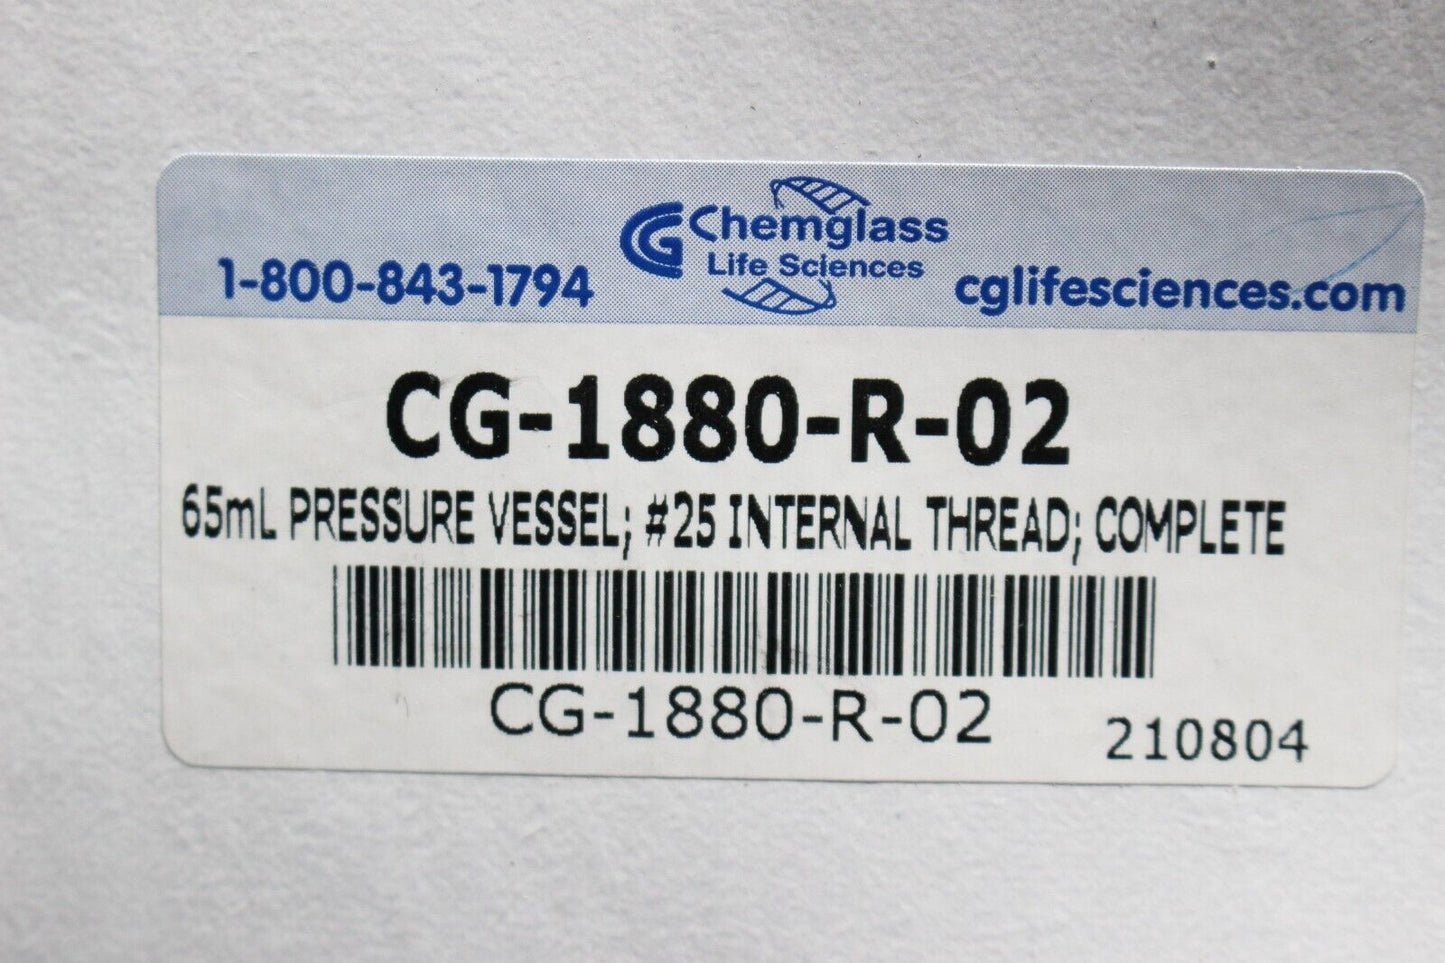 Chemglass
Life Sciences
1-800-843-1794
cglifesciences.com
CG-1880-R-02
65mL PRESSURE VESSEL; #25 INTERNAL THREAD; COMPLETE
CG-1880-R-02
210804